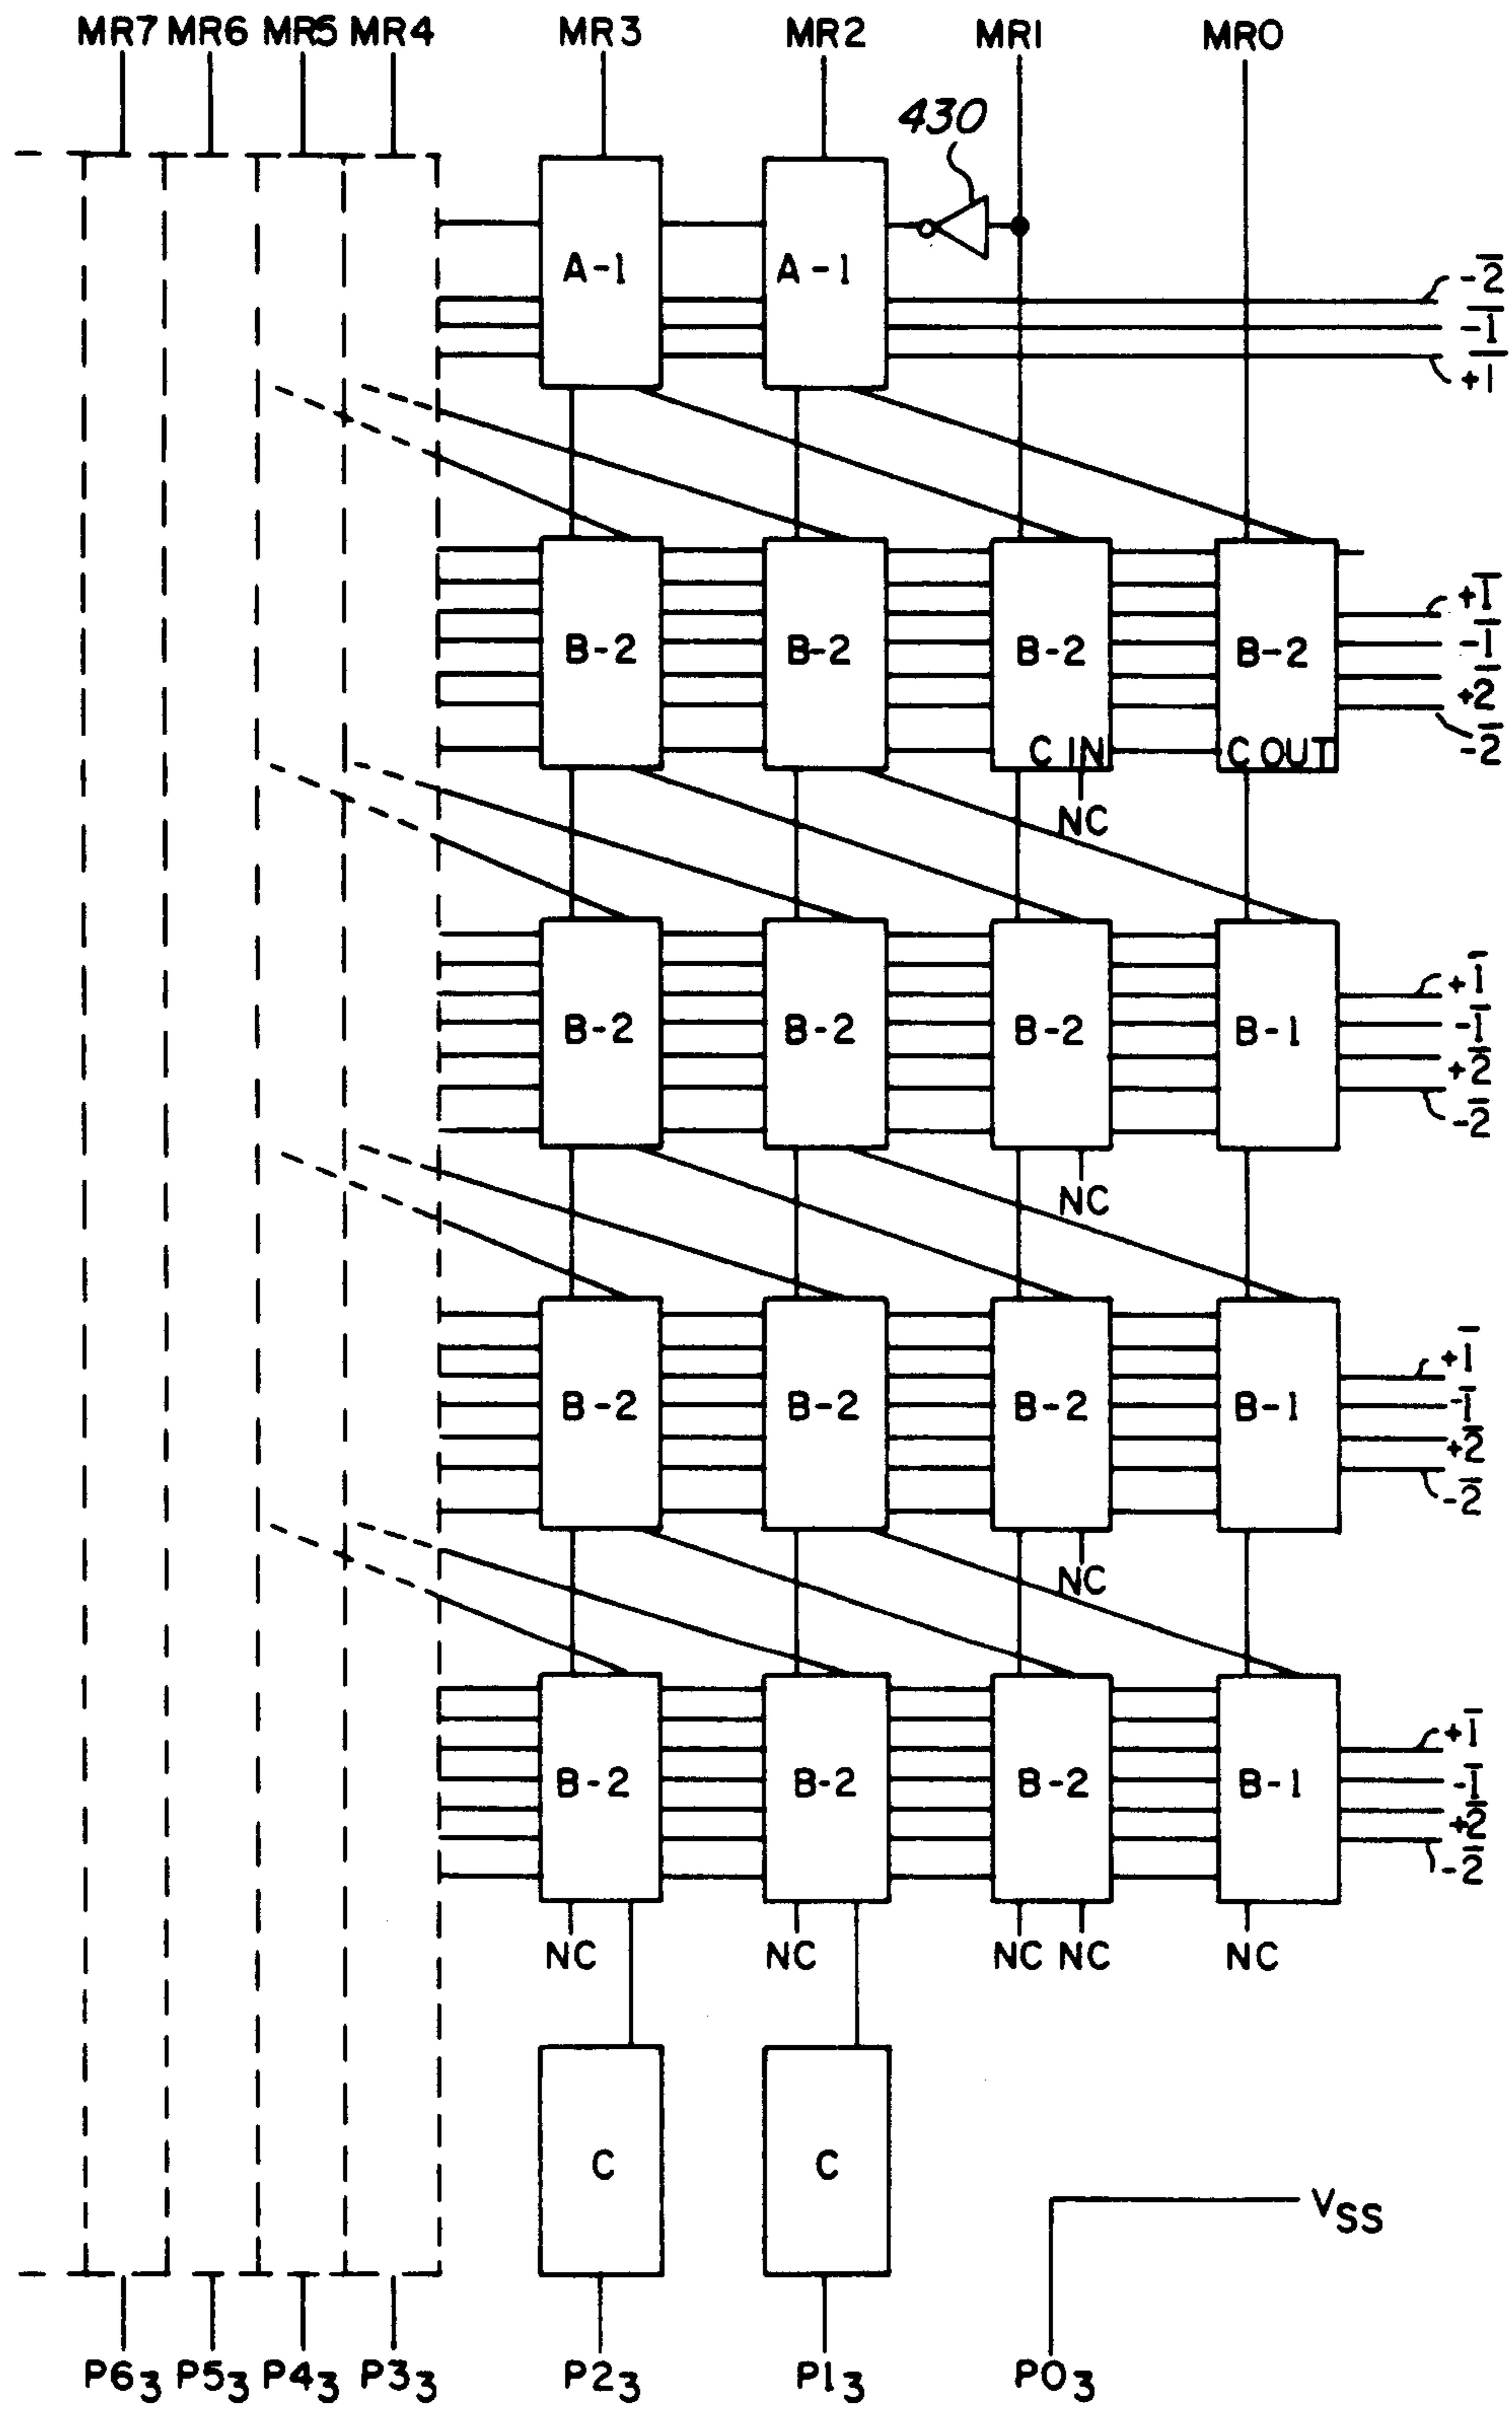 MR7 MR6 MR5 MR4 MR3 MR2 MR1 MR0
430
A-1 A-1
-2̅
-1̅
+1̅
B-2 B-2 B-2 B-2
+1̅
-1̅
+2̅
-2̅
C IN C OUT
NC
B-2 B-2 B-2 B-1
+1̅
-1̅
+2̅
-2̅
NC
B-2 B-2 B-2 B-1
+1̅
-1̅
+2̅
-2̅
NC
B-2 B-2 B-2 B-1
+1̅
-1̅
+2̅
-2̅
NC NC NC NC NC
C C
VSS
P6₃ P5₃ P4₃ P3₃ P2₃ P1₃ P0₃